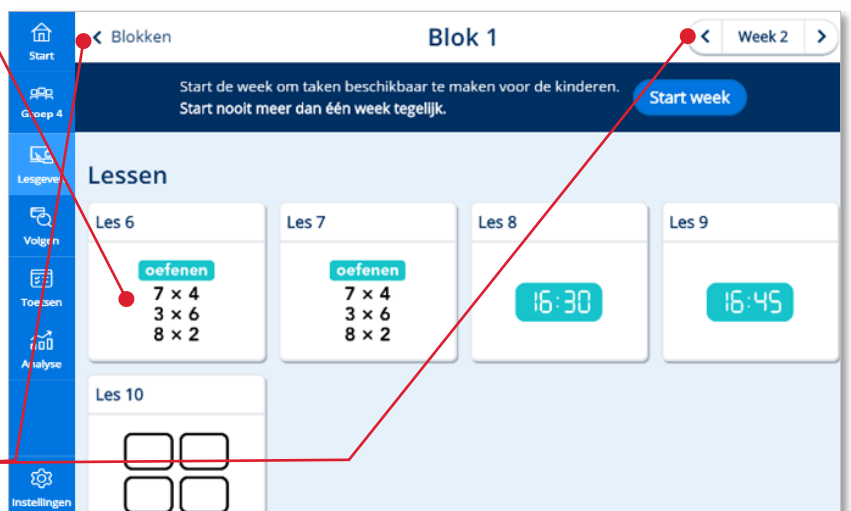 Start
Groep 4
Lesgeven
Volgen
Toetsen
Analyse
Instellingen
Blokken
Blok 1
Week 2
Start de week om taken beschikbaar te maken voor de kinderen.
Start nooit meer dan één week tegelijk.
Start week
Lessen
Les 6
oefenen
7 × 4
3 × 6
8 × 2
Les 7
oefenen
7 × 4
3 × 6
8 × 2
Les 8
16:30
Les 9
16:45
Les 10